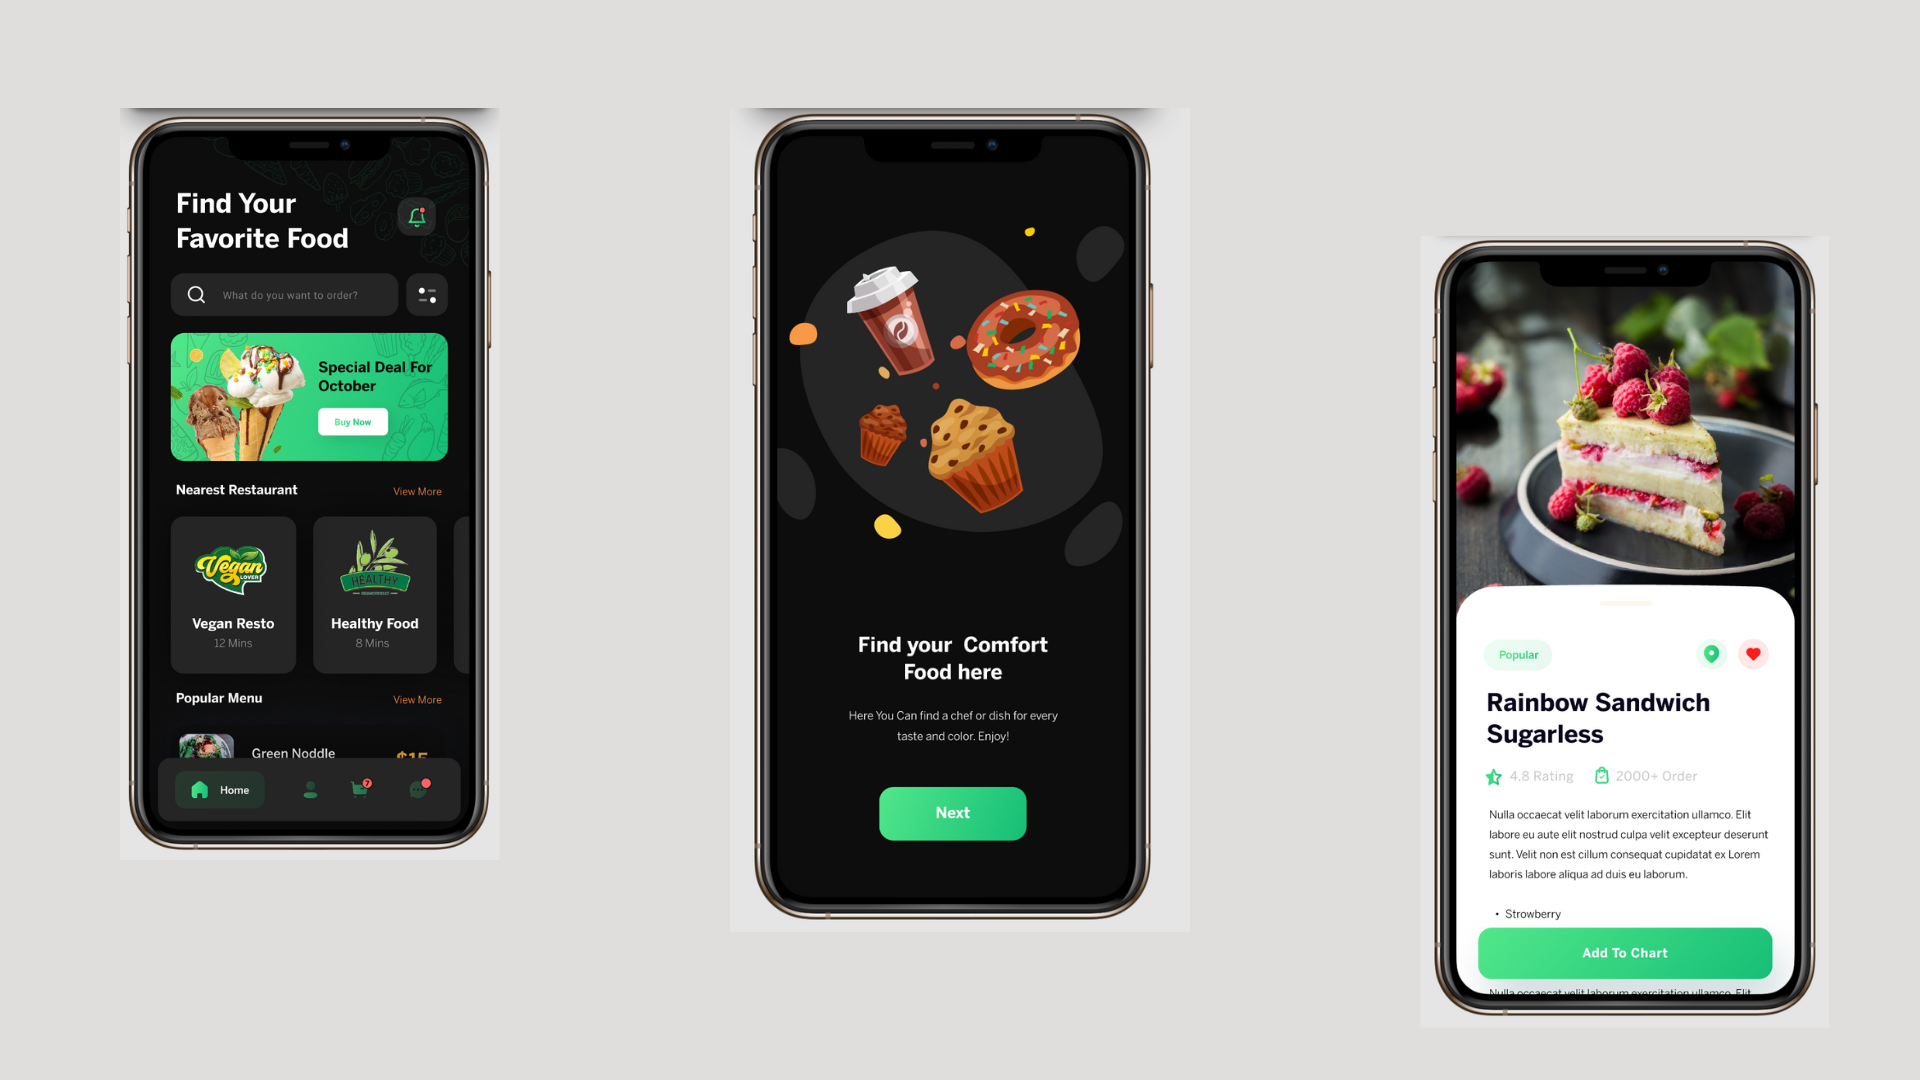 Find Your
Favorite Food
What do you want to order?
Special Deal For
October
Buy Now
Nearest Restaurant
View More
Vegan
LOVER
HEALTHY
Vegan Resto
12 Mins
Healthy Food
8 Mins
Popular Menu
View More
Green Noddle
$15
Home
7
Find your  Comfort
Food here
Here You Can find a chef or dish for every
taste and color. Enjoy!
Next
Popular
Rainbow Sandwich
Sugarless
4.8 Rating
2000+ Order
Nulla occaecat velit laborum exercitation ullamco. Elit
labore eu aute elit nostrud culpa velit excepteur deserunt
sunt. Velit non est cillum consequat cupidatat ex Lorem
laboris labore aliqua ad duis eu laborum.
• Strowberry
Add To Chart
Nulla occaecat velit laborum exercitation ullamco. Elit